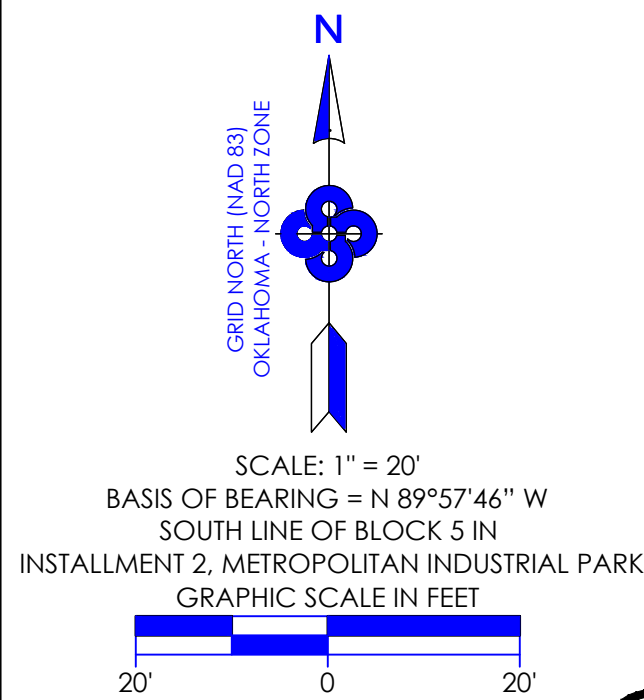 N
GRID NORTH (NAD 83)
OKLAHOMA - NORTH ZONE
SCALE: 1" = 20'
BASIS OF BEARING = N 89°57'46” W
SOUTH LINE OF BLOCK 5 IN
INSTALLMENT 2, METROPOLITAN INDUSTRIAL PARK
GRAPHIC SCALE IN FEET
20' 0 20'